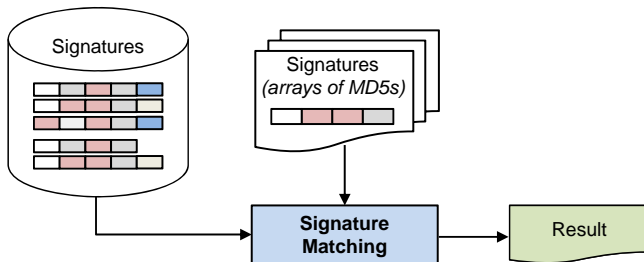 Signatures
Signatures
(arrays of MD5s)
Signature
Matching
Result